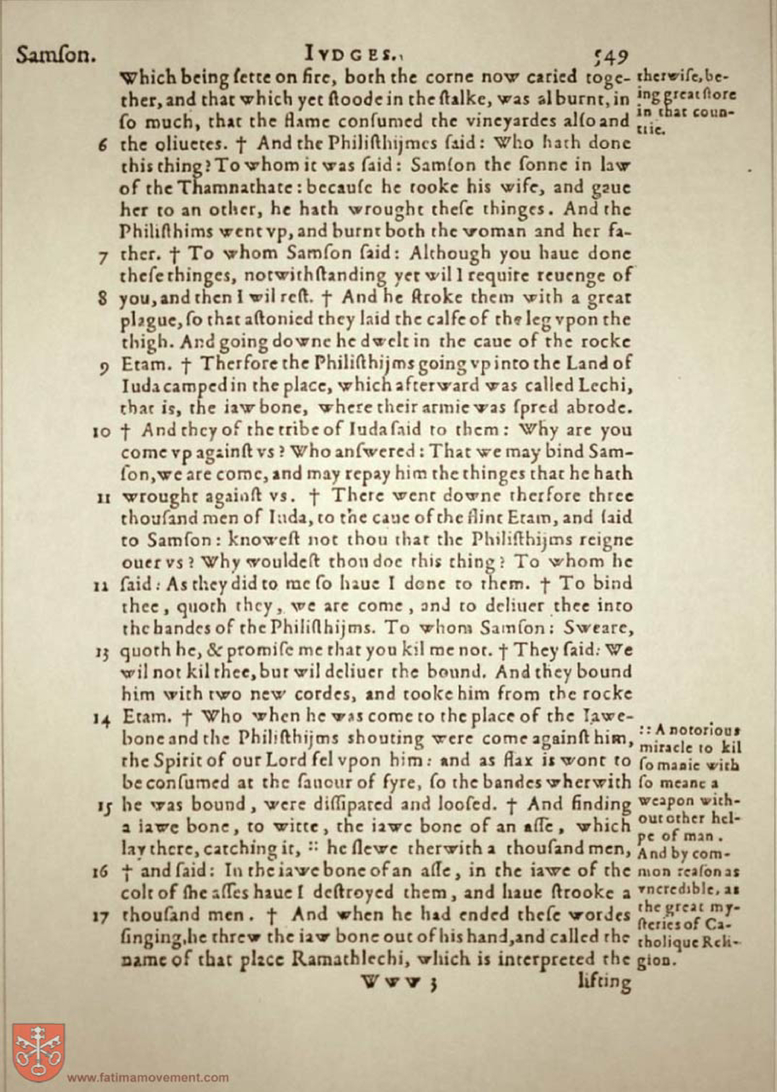 Samſon.
IVDGES.
549
Which being ſette on fire, both the corne now caried toge-
ther, and that which yet ſtoode in the ſtalke, was al burnt, in
ſo much, that the flame conſumed the vineyardes alſo and
6 the oliuetes. † And the Philiſthijmes ſaid: Who hath done
this thing? To whom it was ſaid: Samſon the ſonne in law
of the Thamnathate: becauſe he tooke his wife, and gaue
her to an other, he hath wrought theſe thinges. And the
Philiſthims went vp, and burnt both the woman and her fa-
7 ther. † To whom Samſon ſaid: Although you haue done
theſe thinges, notwithſtanding yet wil I require reuenge of
8 you, and then I wil reſt. † And he ſtroke them with a great
plague, ſo that aſtonied they laid the calfe of the leg vpon the
thigh. And going downe he dwelt in the caue of the rocke
9 Etam. † Therfore the Philiſthijms going vp into the Land of
Iuda camped in the place, which afterward was called Lechi,
that is, the iaw bone, where their armie was ſpred abrode.
10 † And they of the tribe of Iuda ſaid to them: Why are you
come vp againſt vs? Who anſwered: That we may bind Sam-
ſon, we are come, and may repay him the thinges that he hath
11 wrought againſt vs. † There went downe therfore three
thouſand men of Iuda, to the caue of the flint Etam, and ſaid
to Samſon: knoweſt not thou that the Philiſthijms reigne
ouer vs? Why wouldeſt thou doe this thing? To whom he
11 ſaid: As they did to me ſo haue I done to them. † To bind
thee, quoth they, we are come, and to deliuer thee into
the handes of the Philiſthijms. To whom Samſon: Sweare,
13 quoth he, & promiſe me that you kil me not. † They ſaid: We
wil not kil thee, but wil deliuer the bound. And they bound
him with two new cordes, and tooke him from the rocke
14 Etam. † Who when he was come to the place of the Iawe-
bone and the Philiſthijms shouting were come againſt him,
the Spirit of our Lord fel vpon him: and as flax is wont to
be conſumed at the ſauour of fyre, ſo the bandes wherwith
15 he was bound, were diſſipated and looſed. † And finding
a iawe bone, to witte, the iawe bone of an aſſe, which
lay there, catching it, :: he ſlewe therwith a thouſand men,
16 † and ſaid: In the iawe bone of an aſſe, in the iawe of the
colt of she aſſes haue I deſtroyed them, and haue ſtrooke a
17 thouſand men. † And when he had ended theſe wordes
ſinging, he threw the iaw bone out of his hand, and called the
name of that place Ramathlechi, which is interpreted the
Www 3
lifting
therwiſe, be-
ing great ſtore
in that coun-
trie.
:: A notorious
miracle to kil
ſo manie with
ſo meane a
weapon with-
out other hel-
pe of man.
And by com-
mon reaſon as
vncredible, as
the great my-
ſteries of Ca-
tholique Reli-
gion.
www.fatimamovement.com